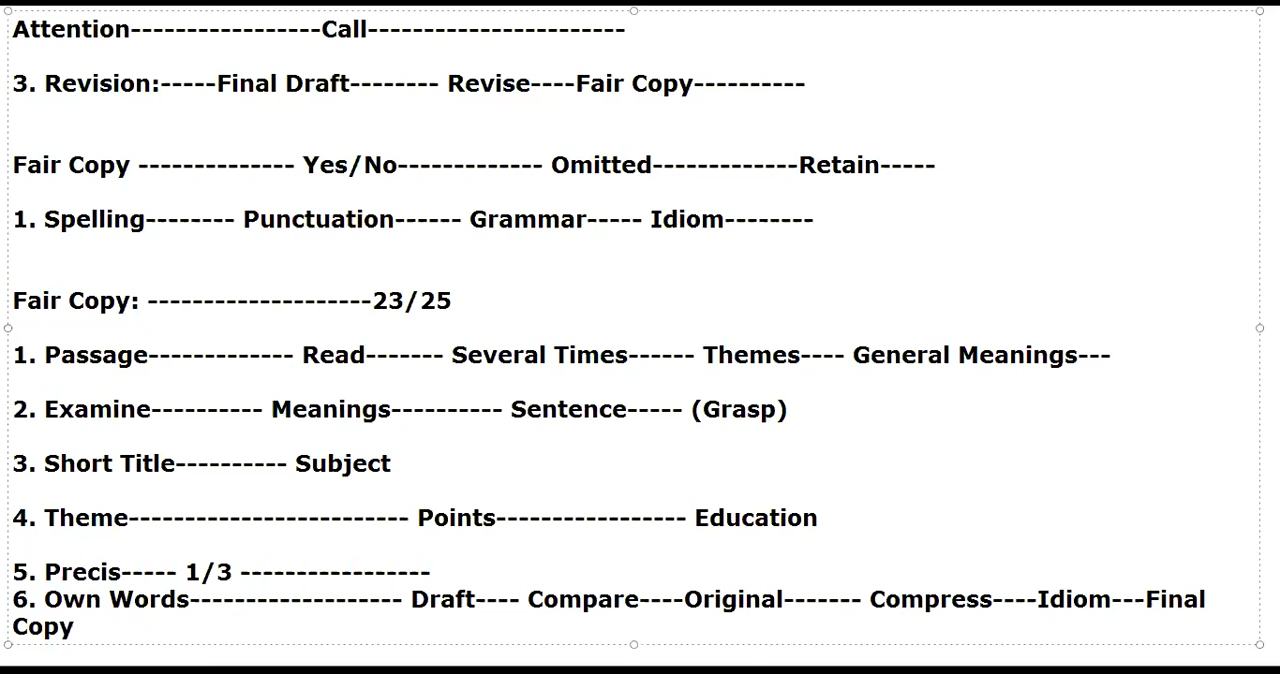 Attention-----------------Call-----------------------
3. Revision:-----Final Draft-------- Revise----Fair Copy----------
Fair Copy -------------- Yes/No------------- Omitted-------------Retain-----
1. Spelling-------- Punctuation------ Grammar----- Idiom--------
Fair Copy: --------------------23/25
1. Passage------------- Read------- Several Times------ Themes---- General Meanings---
2. Examine---------- Meanings---------- Sentence----- (Grasp)
3. Short Title---------- Subject
4. Theme------------------------- Points----------------- Education
5. Precis----- 1/3 -----------------
6. Own Words------------------- Draft---- Compare----Original------- Compress----Idiom---Final
Copy